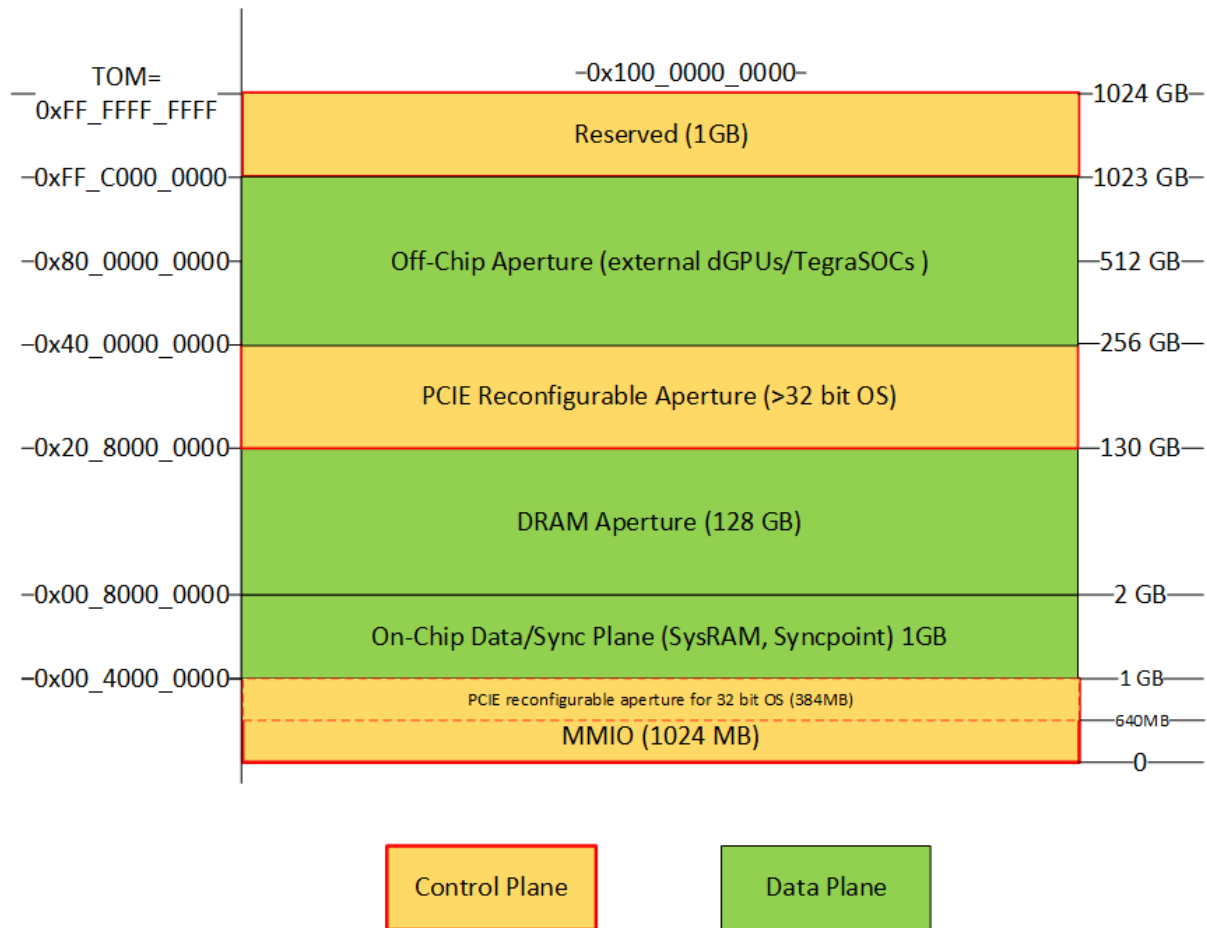 TOM=
0xFF_FFFF_FFFF
0x100_0000_0000
1024 GB
Reserved (1GB)
0xFF_C000_0000
1023 GB
0x80_0000_0000
Off-Chip Aperture (external dGPUs/TegraSOCs )
512 GB
0x40_0000_0000
256 GB
PCIE Reconfigurable Aperture (>32 bit OS)
0x20_8000_0000
130 GB
DRAM Aperture (128 GB)
0x00_8000_0000
2 GB
On-Chip Data/Sync Plane (SysRAM, Syncpoint) 1GB
0x00_4000_0000
1 GB
PCIE reconfigurable aperture for 32 bit OS (384MB)
640MB
MMIO (1024 MB)
0
Control Plane
Data Plane